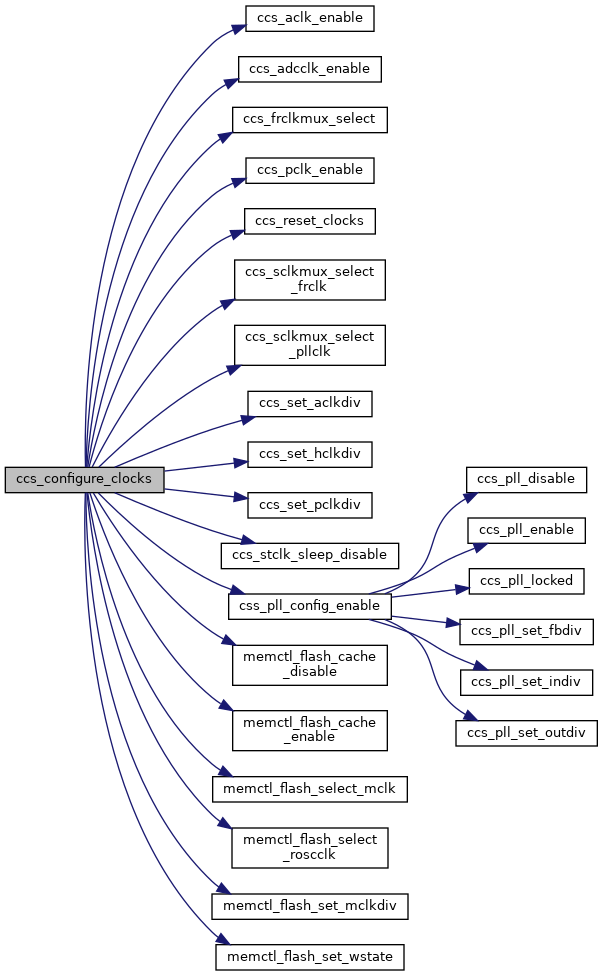 ccs_aclk_enable
ccs_adcclk_enable
ccs_frclkmux_select
ccs_pclk_enable
ccs_reset_clocks
ccs_sclkmux_select
_frclk
ccs_sclkmux_select
_pllclk
ccs_set_aclkdiv
ccs_configure_clocks
ccs_set_hclkdiv
ccs_set_pclkdiv
ccs_stclk_sleep_disable
css_pll_config_enable
ccs_pll_disable
ccs_pll_enable
ccs_pll_locked
ccs_pll_set_fbdiv
ccs_pll_set_indiv
ccs_pll_set_outdiv
memctl_flash_cache
_disable
memctl_flash_cache
_enable
memctl_flash_select_mclk
memctl_flash_select
_roscclk
memctl_flash_set_mclkdiv
memctl_flash_set_wstate